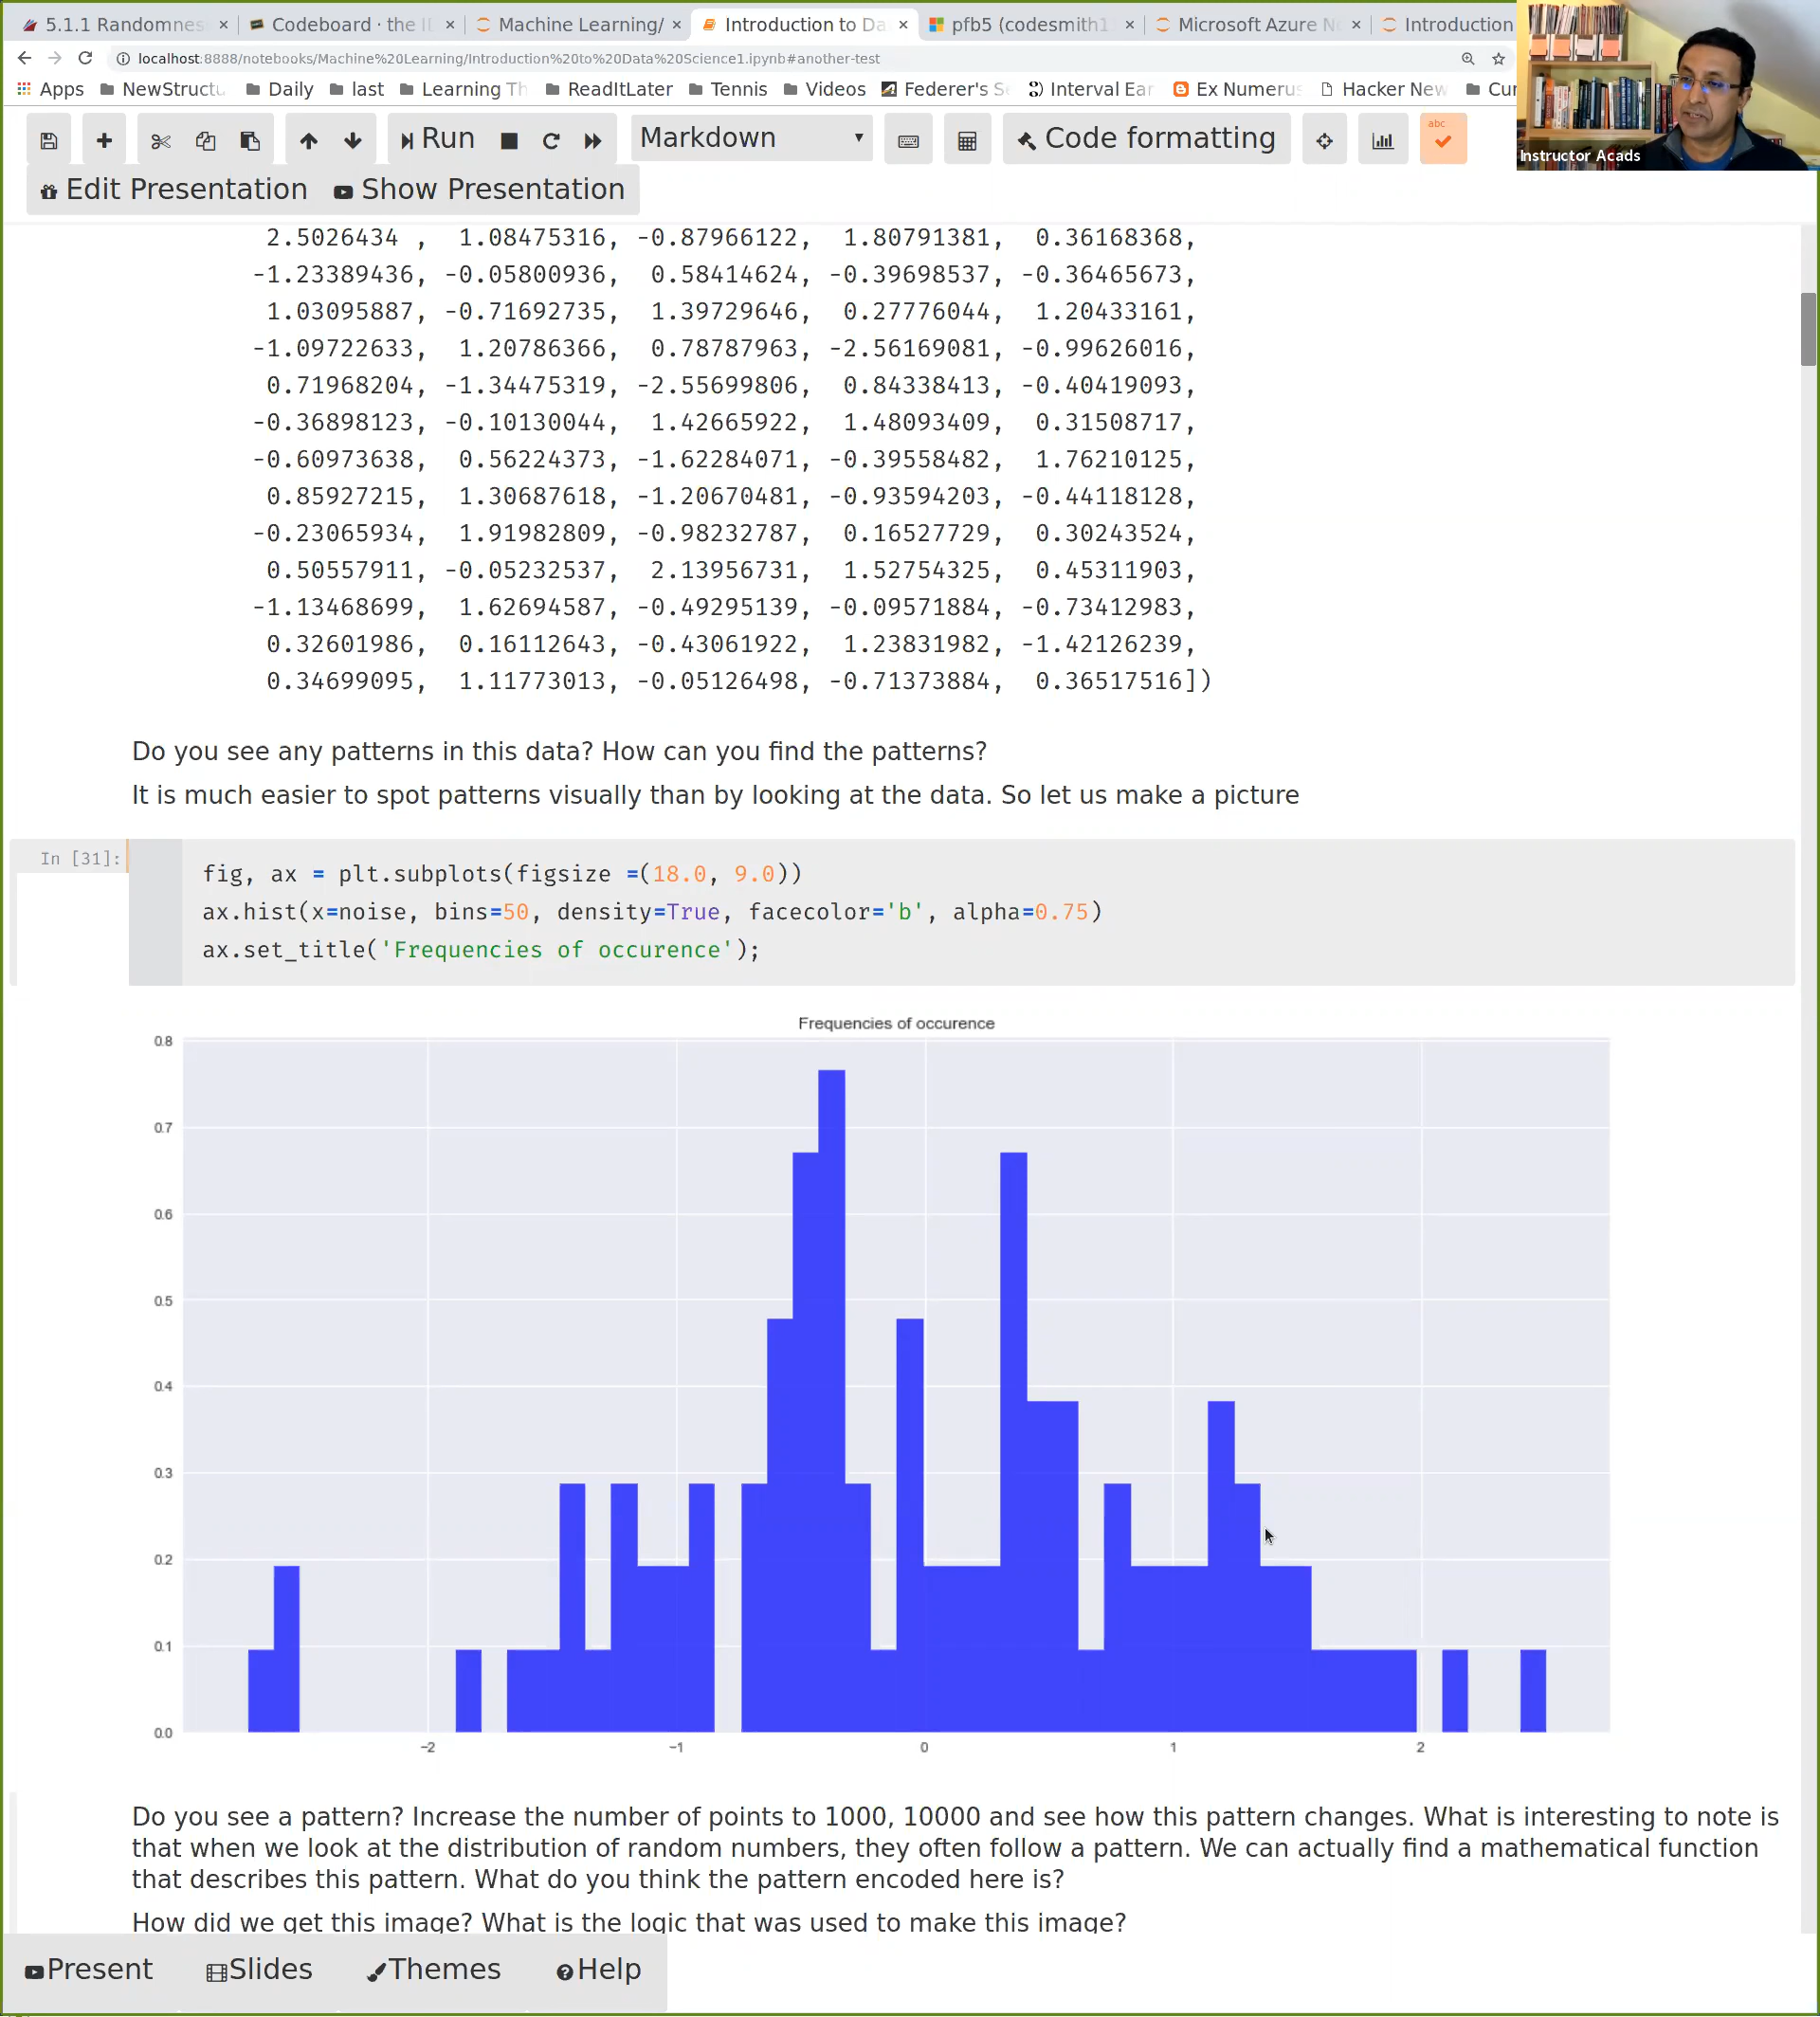 5.1.1 Randomnes
Codeboard · the I
Machine Learning/
Introduction to Da
pfb5 (codesmith1
Microsoft Azure N
Introduction
localhost:8888/notebooks/Machine%20Learning/Introduction%20to%20Data%20Science1.ipynb#another-test
Apps NewStructu Daily last Learning Th ReadItLater Tennis Videos Federer's S Interval Ear Ex Numerus Hacker New Cur
Instructor Acads
Run Markdown Code formatting abc
Edit Presentation Show Presentation
2.5026434 , 1.08475316, -0.87966122, 1.80791381, 0.36168368,
-1.23389436, -0.05800936, 0.58414624, -0.39698537, -0.36465673,
1.03095887, -0.71692735, 1.39729646, 0.27776044, 1.20433161,
-1.09722633, 1.20786366, 0.78787963, -2.56169081, -0.99626016,
0.71968204, -1.34475319, -2.55699806, 0.84338413, -0.40419093,
-0.36898123, -0.10130044, 1.42665922, 1.48093409, 0.31508717,
-0.60973638, 0.56224373, -1.62284071, -0.39558482, 1.76210125,
0.85927215, 1.30687618, -1.20670481, -0.93594203, -0.44118128,
-0.23065934, 1.91982809, -0.98232787, 0.16527729, 0.30243524,
0.50557911, -0.05232537, 2.13956731, 1.52754325, 0.45311903,
-1.13468699, 1.62694587, -0.49295139, -0.09571884, -0.73412983,
0.32601986, 0.16112643, -0.43061922, 1.23831982, -1.42126239,
0.34699095, 1.11773013, -0.05126498, -0.71373884, 0.36517516])
Do you see any patterns in this data? How can you find the patterns?
It is much easier to spot patterns visually than by looking at the data. So let us make a picture
In [31]:
fig, ax = plt.subplots(figsize =(18.0, 9.0))
ax.hist(x=noise, bins=50, density=True, facecolor='b', alpha=0.75)
ax.set_title('Frequencies of occurence');
Frequencies of occurence
0.8
0.7
0.6
0.5
0.4
0.3
0.2
0.1
0.0
−2 −1 0 1 2
Do you see a pattern? Increase the number of points to 1000, 10000 and see how this pattern changes. What is interesting to note is
that when we look at the distribution of random numbers, they often follow a pattern. We can actually find a mathematical function
that describes this pattern. What do you think the pattern encoded here is?
How did we get this image? What is the logic that was used to make this image?
Present Slides Themes Help